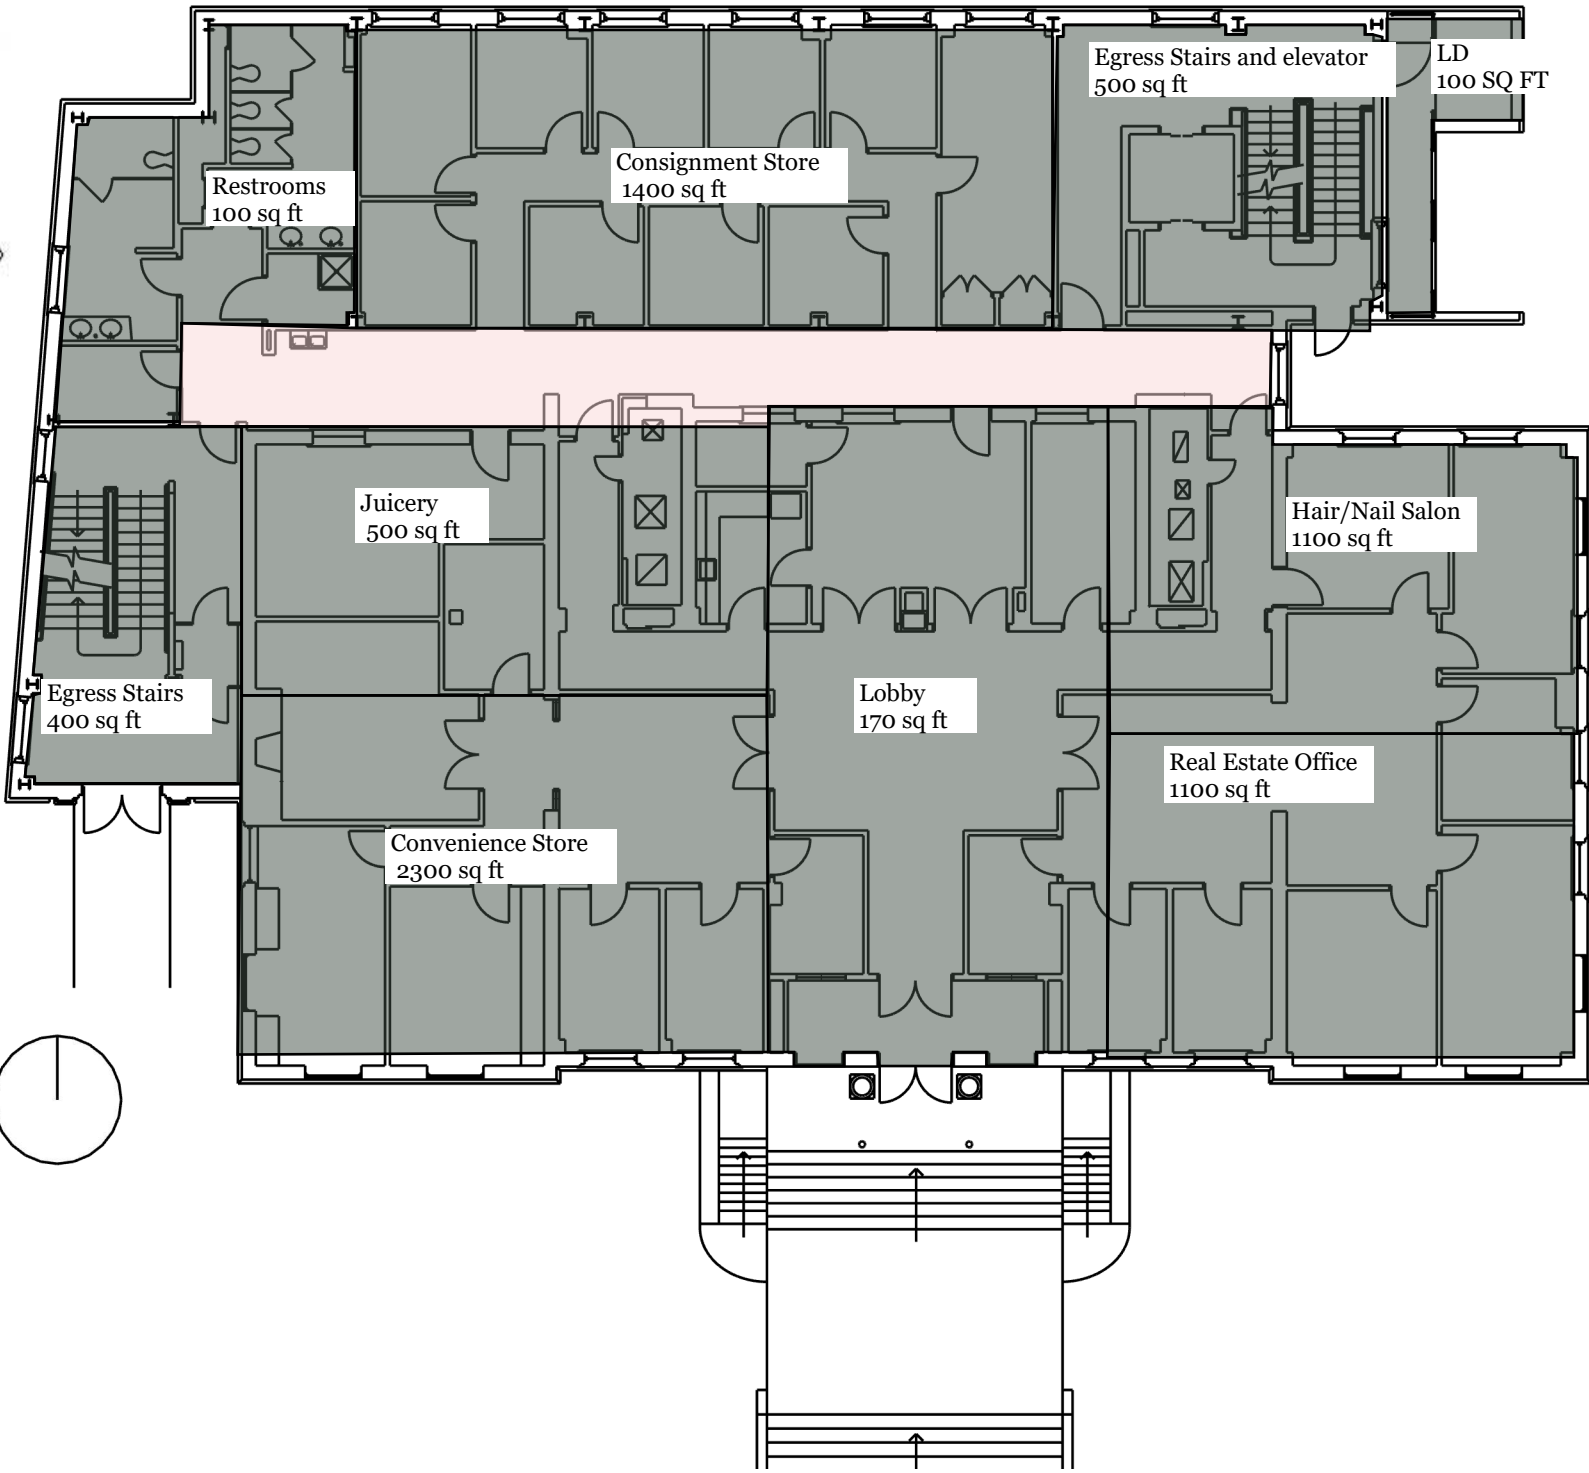 Egress Stairs and elevator
500 sq ft
LD
100 SQ FT
Consignment Store
1400 sq ft
Restrooms
100 sq ft
Juicery
500 sq ft
Hair/Nail Salon
1100 sq ft
Egress Stairs
400 sq ft
Lobby
170 sq ft
Real Estate Office
1100 sq ft
Convenience Store
2300 sq ft